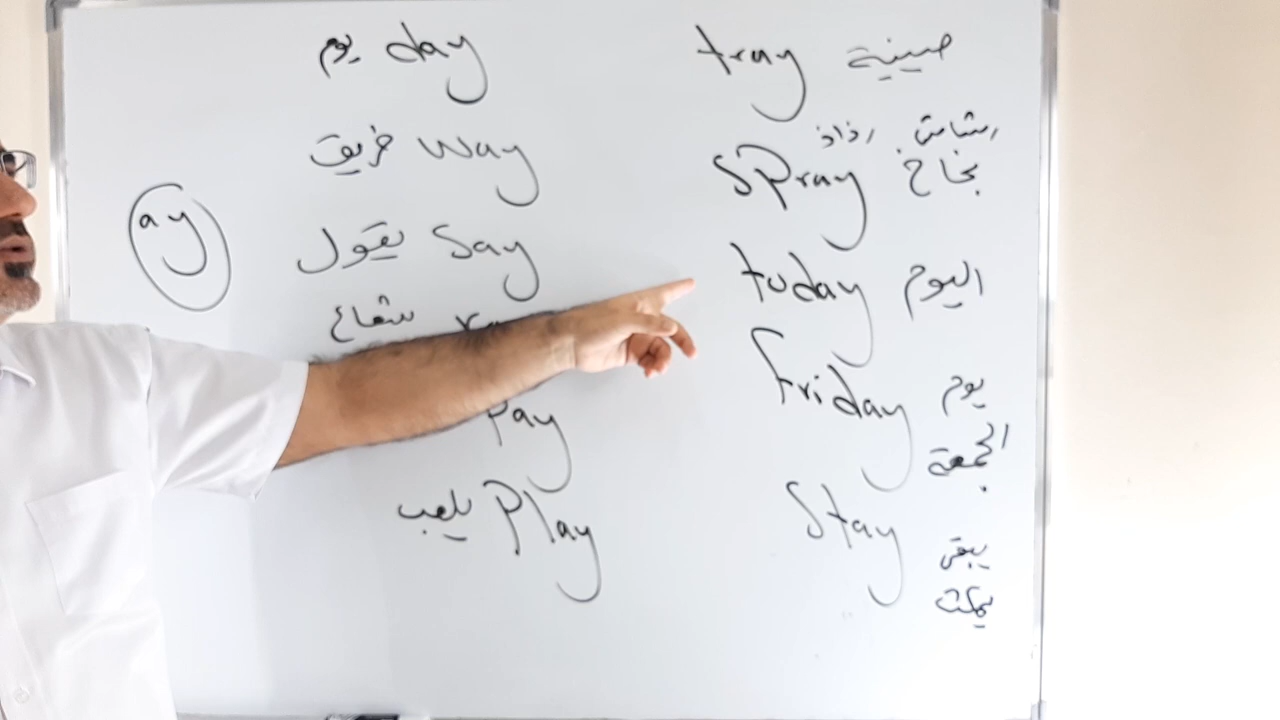 day يوم
way طريق
ay
say يقول
شعاع
pay
play يلعب
tray صينية
رشاش. رذاذ
spray بخاخ
today اليوم
friday يوم
الجمعة
stay
يبقى
يمكث